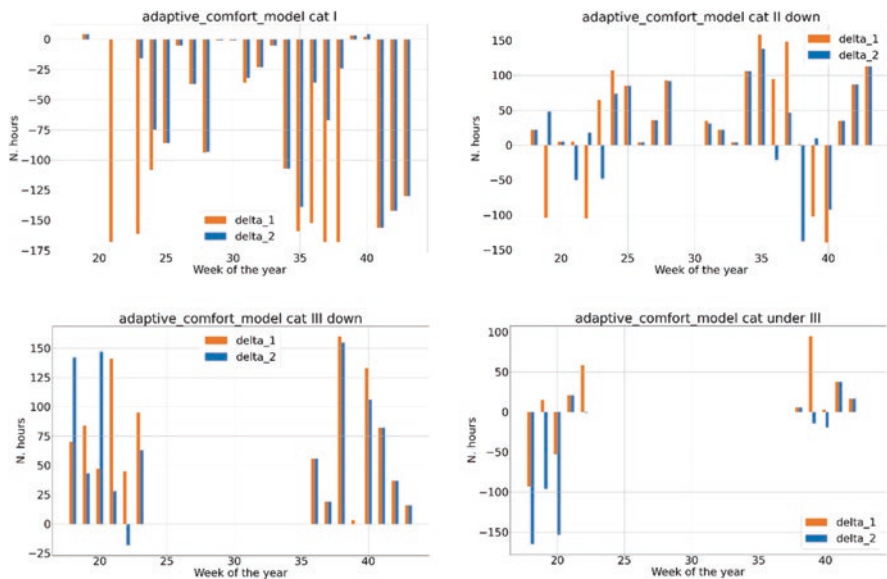 adaptive_comfort_model cat I
0
−25
−50
−75
−100
−125
−150
−175
N. hours
delta_1
delta_2
20 25 30 35 40
Week of the year
adaptive_comfort_model cat II down
delta_1
delta_2
100
50
0
−50
−100
−150
N. hours
20 25 30 35 40
Week of the year
adaptive_comfort_model cat III down
delta_1
delta_2
150
125
100
75
50
25
0
−25
N. hours
20 25 30 35 40
Week of the year
adaptive_comfort_model cat under III
100
50
0
−50
−100
−150
N. hours
delta_1
delta_2
20 25 30 35 40
Week of the year